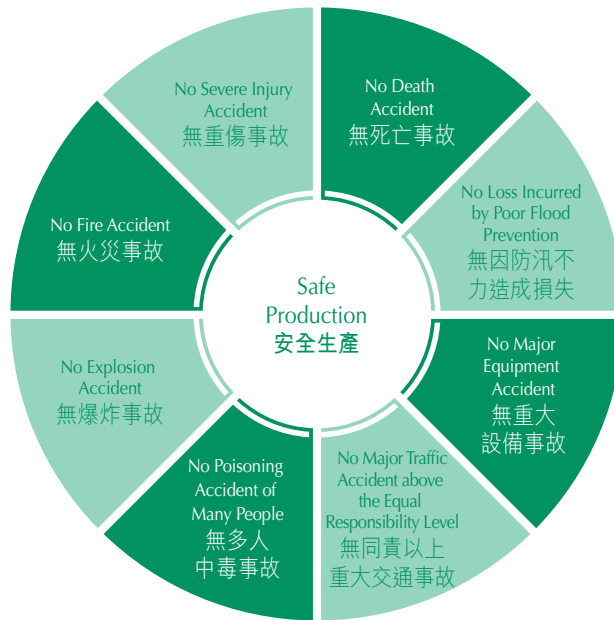 Safe
Production
安全生產
No Death
Accident
無死亡事故
No Loss Incurred
by Poor Flood
Prevention
無因防汛不
力造成損失
No Major
Equipment
Accident
無重大
設備事故
No Major Traffic
Accident above
the Equal
Responsibility Level
無同責以上
重大交通事故
No Poisoning
Accident of
Many People
無多人
中毒事故
No Explosion
Accident
無爆炸事故
No Fire Accident
無火災事故
No Severe Injury
Accident
無重傷事故